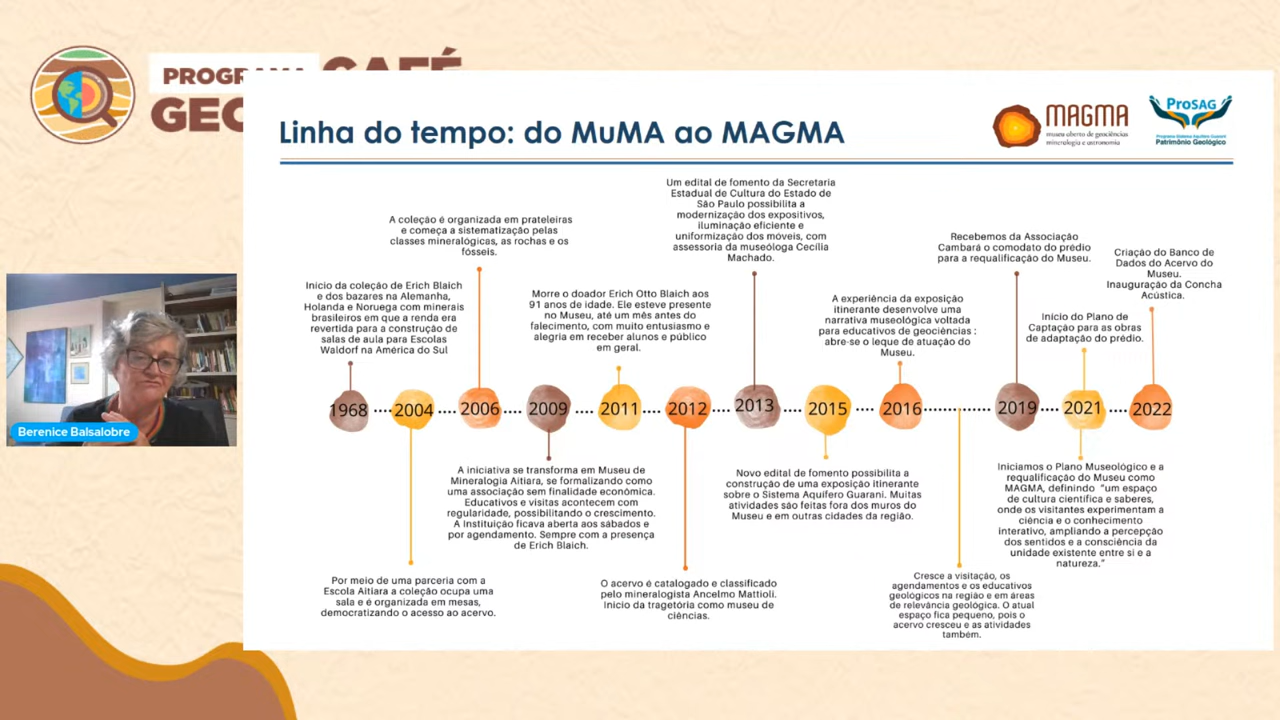 CAFÉ
PROGRAMA
GEO
Linha do tempo: do MuMA ao MAGMA
MAGMA
museu aberto de geociências
mineralogia e astronomia
ProSAG
Programa Sistema Aquífero Guarani
Patrimônio Geológico
Início da coleção de Erich Blaich
e dos bazares na Alemanha,
Holanda e Noruega com minerais
brasileiros em que a renda era
revertida para a construção de
salas de aula para Escolas
Waldorf na América do Sul
A coleção é organizada em prateleiras
e começa a sistematização pelas
classes mineralógicas, as rochas e os
fósseis.
Morre o doador Erich Otto Blaich aos
91 anos de idade. Ele esteve presente
no Museu, até um mês antes do
falecimento, com muito entusiasmo e
alegria em receber alunos e público
em geral.
Um edital de fomento da Secretaria
Estadual de Cultura do Estado de
São Paulo possibilita a
modernização dos expositivos,
iluminação eficiente e
uniformização dos móveis, com
assessoria da museóloga Cecília
Machado.
A experiência da exposição
itinerante desenvolve uma
narrativa museológica voltada
para educativos de geociências :
abre-se o leque de atuação do
Museu.
Recebemos da Associação
Cambará o comodato do prédio
para a requalificação do Museu.
Início do Plano de
Captação para as obras
de adaptação do prédio.
Criação do Banco de
Dados do Acervo do
Museu.
Inauguração da Concha
Acústica.
1968 2004 2006 2009 2011 2012 2013 2015 2016 2019 2021 2022
Por meio de uma parceria com a
Escola Aitiara a coleção ocupa uma
sala e é organizada em mesas,
democratizando o acesso ao acervo.
A iniciativa se transforma em Museu de
Mineralogia Aitiara, se formalizando como
uma associação sem finalidade econômica.
Educativos e visitas acontecem com
regularidade, possibilitando o crescimento.
A Instituição ficava aberta aos sábados e
por agendamento. Sempre com a presença
de Erich Blaich.
O acervo é catalogado e classificado
pelo mineralogista Ancelmo Mattioli.
Início da tragetória como museu de
ciências.
Novo edital de fomento possibilita a
construção de uma exposição itinerante
sobre o Sistema Aquífero Guarani. Muitas
atividades são feitas fora dos muros do
Museu e em outras cidades da região.
Cresce a visitação, os
agendamentos e os educativos
geológicos na região e em áreas
de relevância geológica. O atual
espaço fica pequeno, pois o
acervo cresceu e as atividades
também.
Iniciamos o Plano Museológico e a
requalificação do Museu como
MAGMA, definindo "um espaço
de cultura científica e saberes,
onde os visitantes experimentam a
ciência e o conhecimento
interativo, ampliando a percepção
dos sentidos e a consciência da
unidade existente entre si e a
natureza."
Berenice Balsalobre